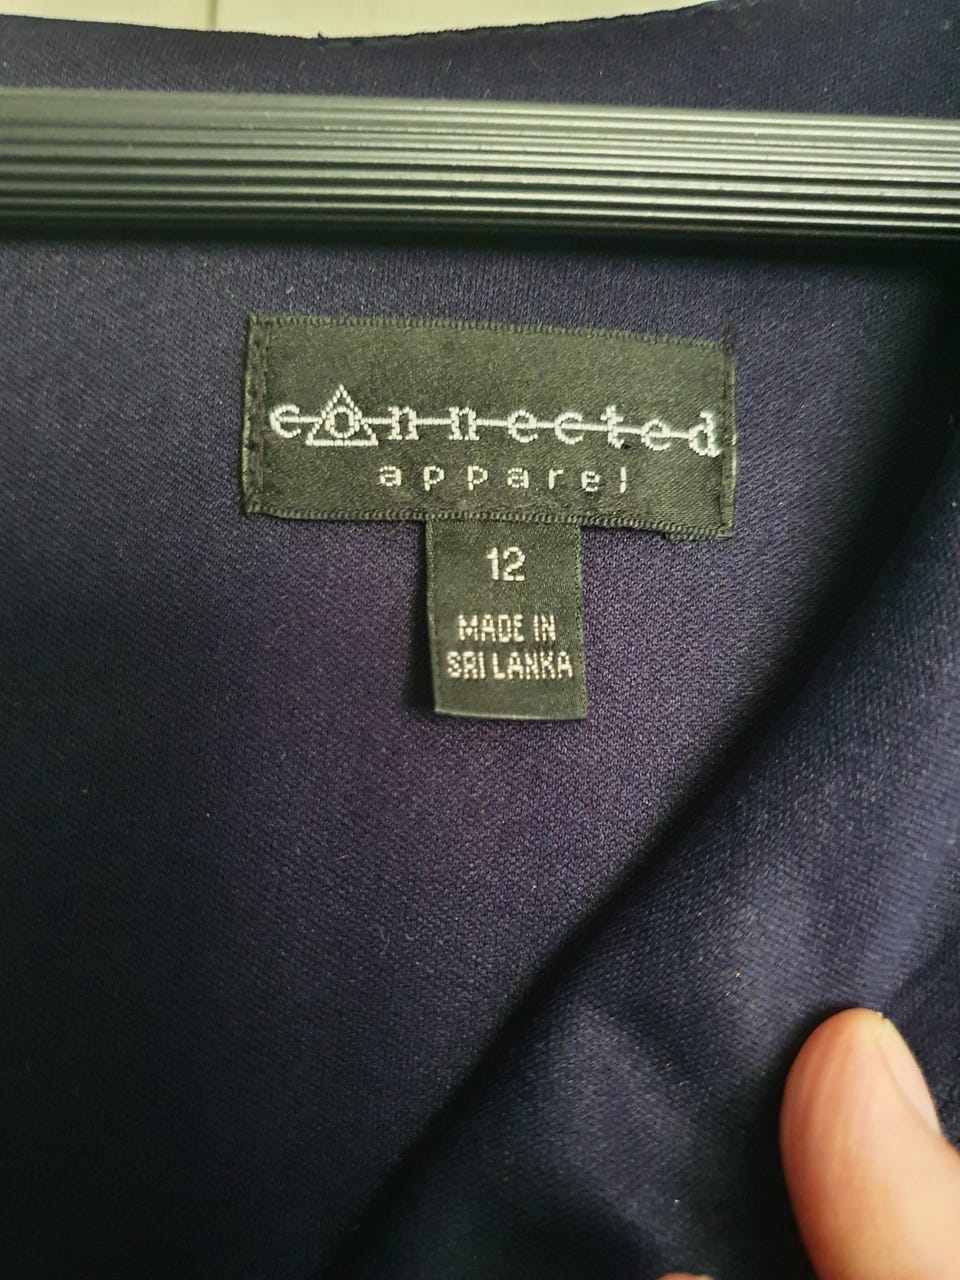 connected
apparel
12
MADE IN
SRI LANKA